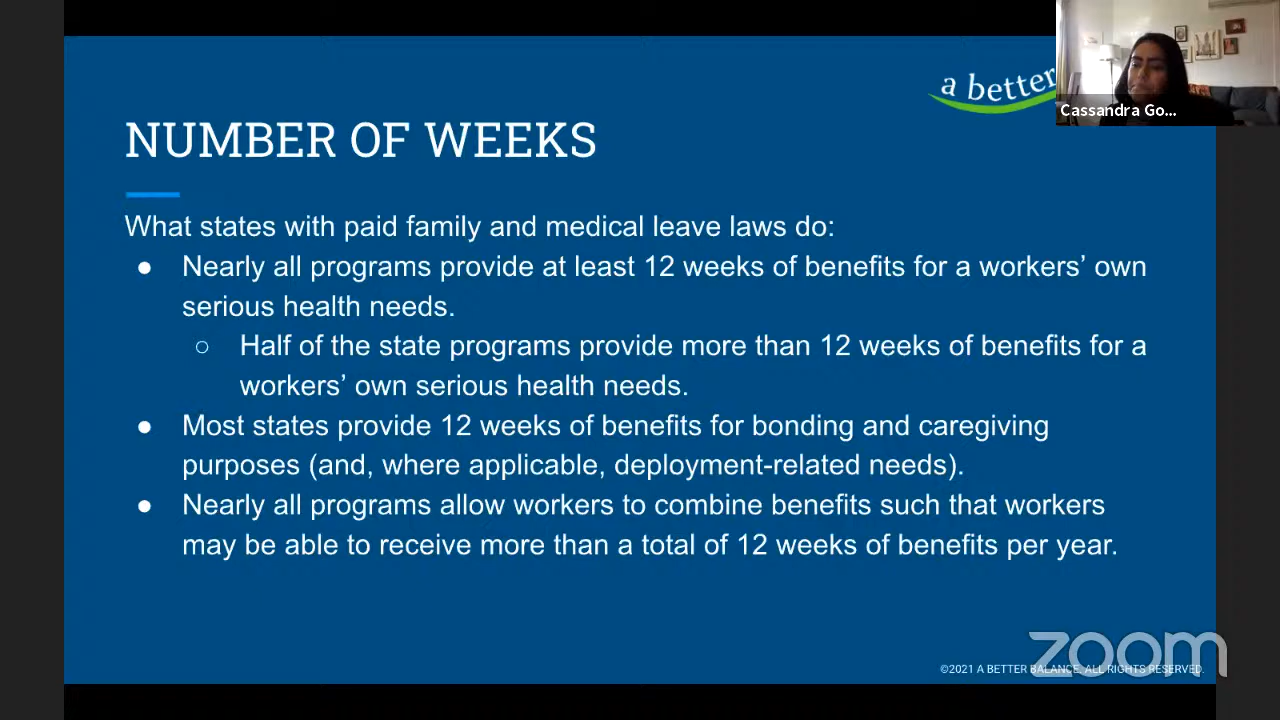 a better
Cassandra Go...
NUMBER OF WEEKS
What states with paid family and medical leave laws do:
● Nearly all programs provide at least 12 weeks of benefits for a workers’ own
serious health needs.
○ Half of the state programs provide more than 12 weeks of benefits for a
workers’ own serious health needs.
● Most states provide 12 weeks of benefits for bonding and caregiving
purposes (and, where applicable, deployment-related needs).
● Nearly all programs allow workers to combine benefits such that workers
may be able to receive more than a total of 12 weeks of benefits per year.
zoom
©2021 A BETTER BALANCE. ALL RIGHTS RESERVED.